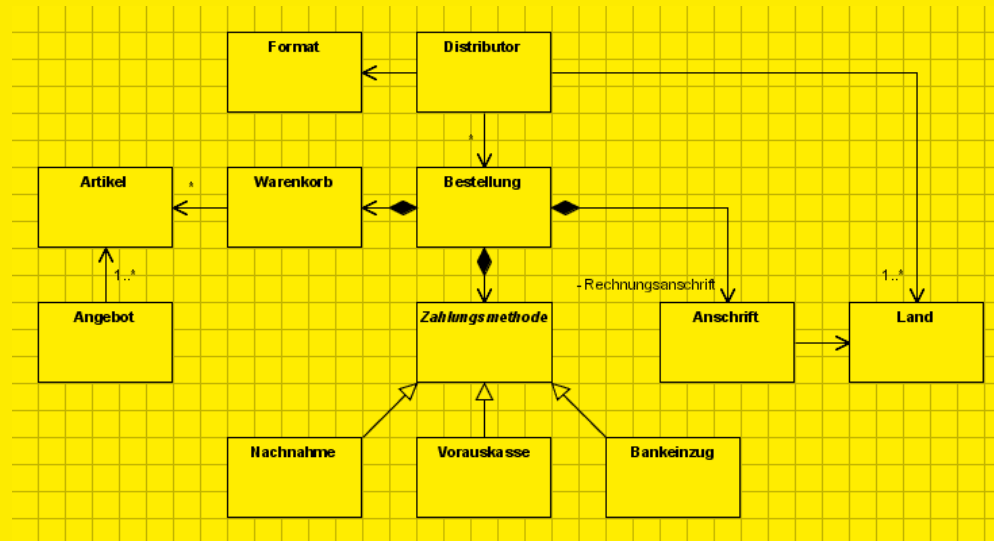 Format
Distributor
*
Artikel
*
Warenkorb
Bestellung
1..*
- Rechnungsanschrift
1..*
Angebot
Zahlungsmethode
Anschrift
Land
Nachnahme
Vorauskasse
Bankeinzug